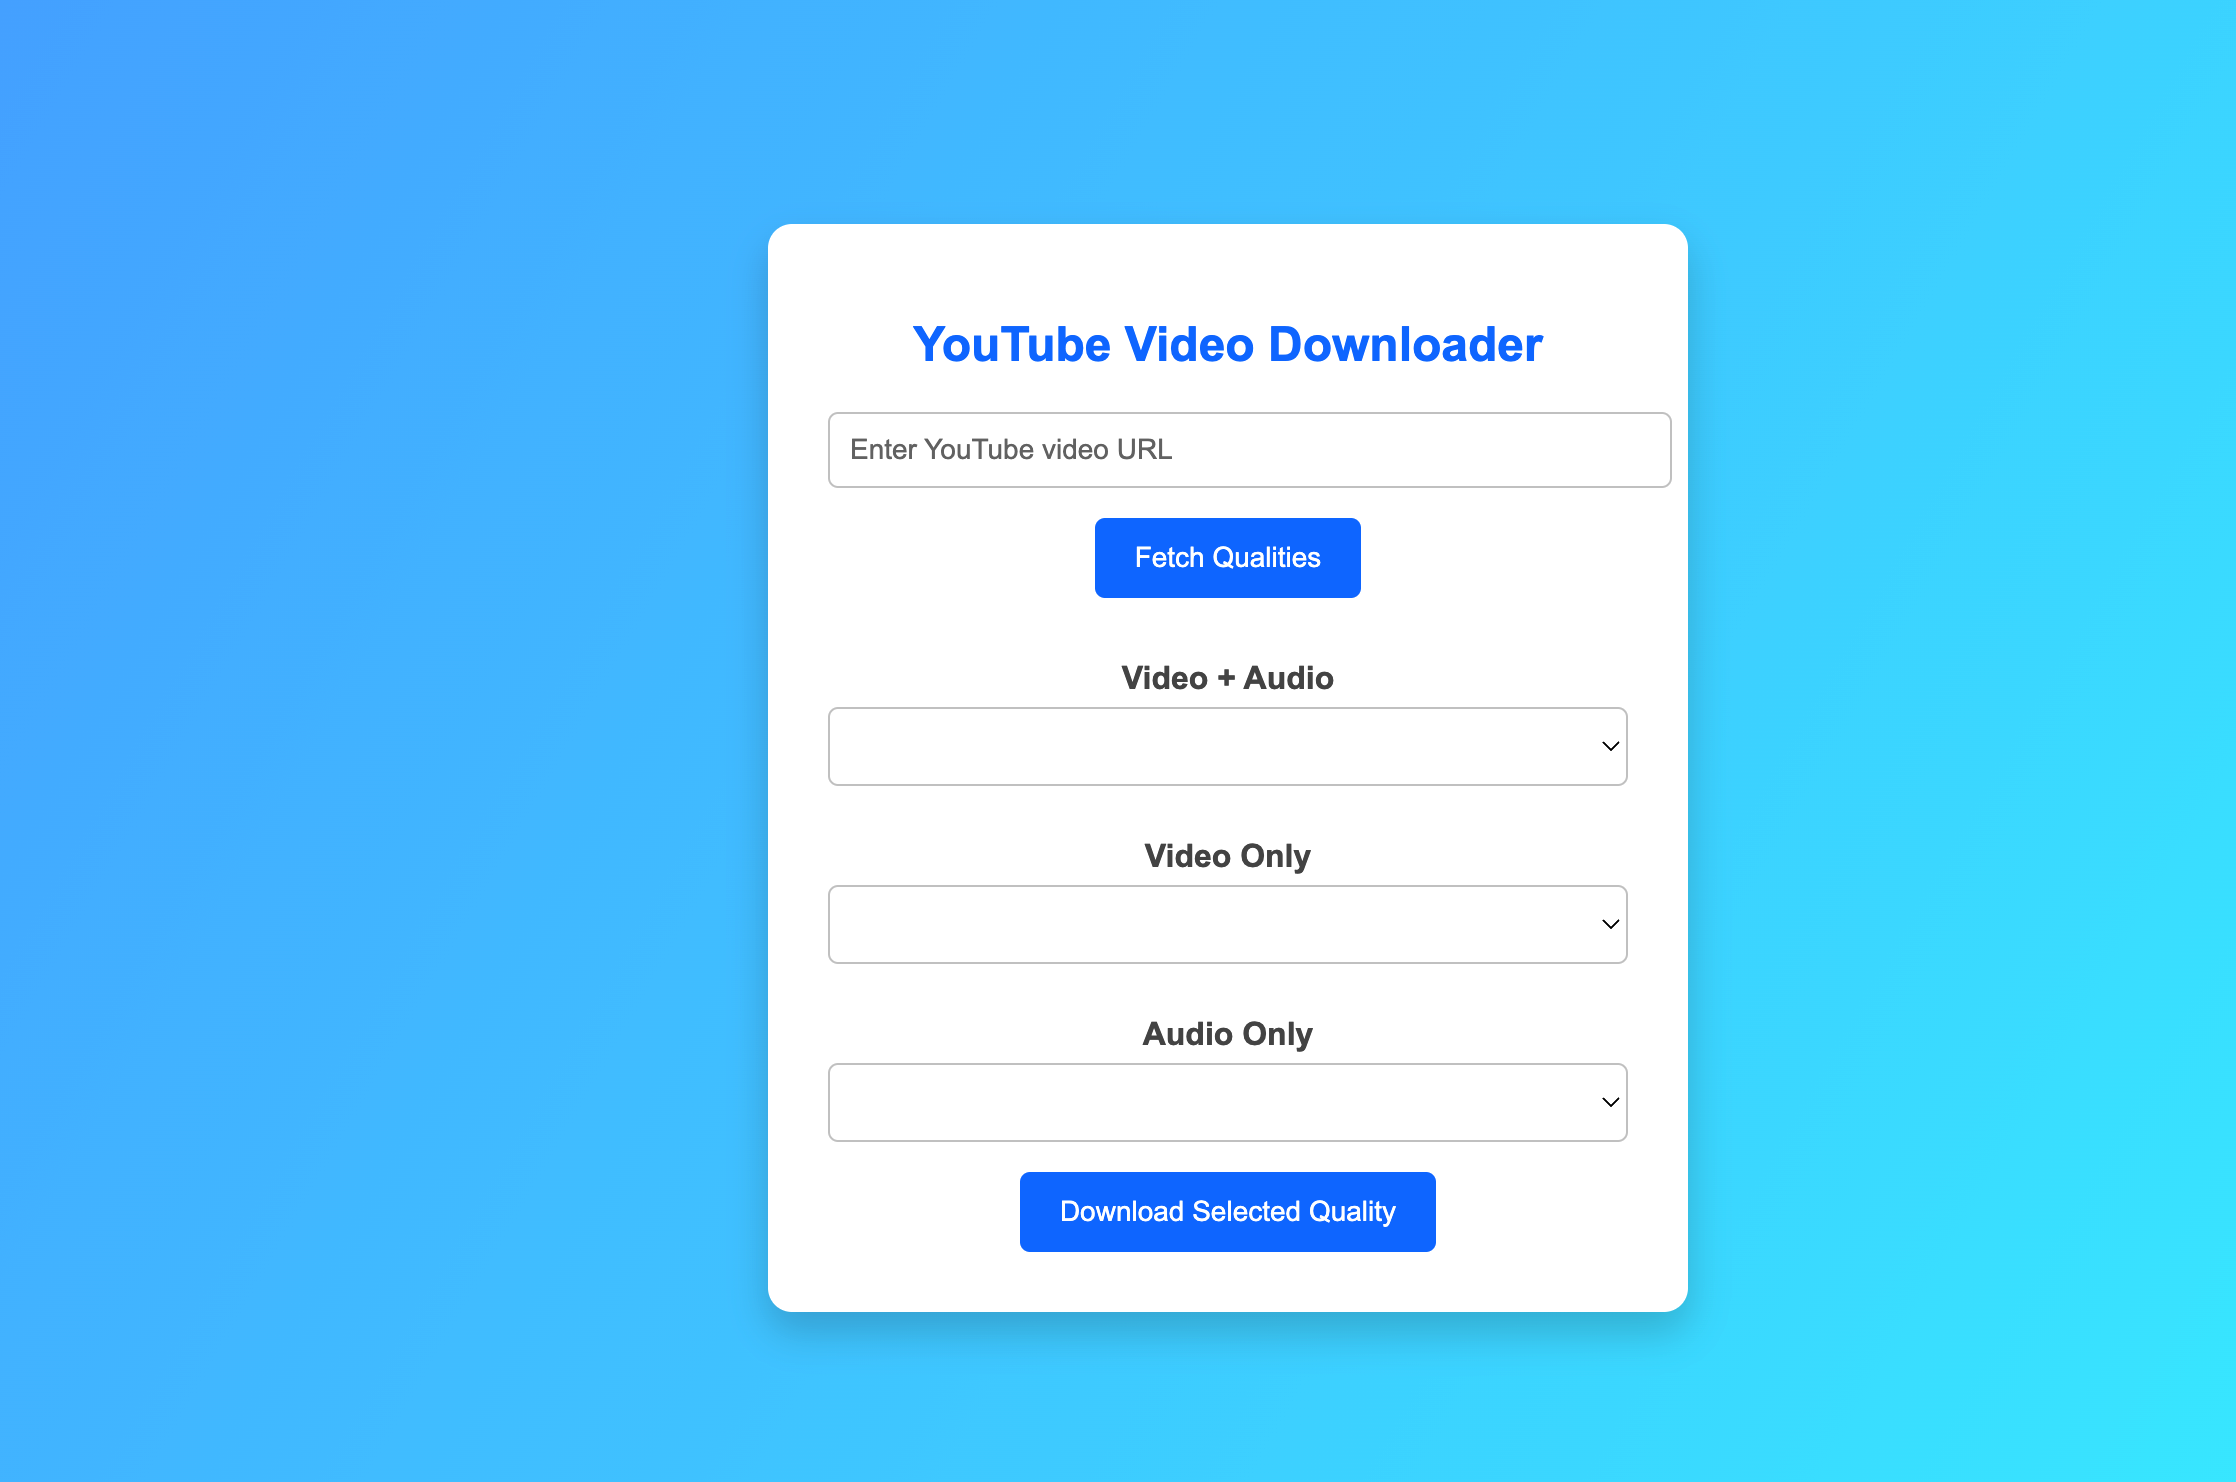 YouTube Video Downloader
Enter YouTube video URL
Fetch Qualities
Video + Audio
Video Only
Audio Only
Download Selected Quality